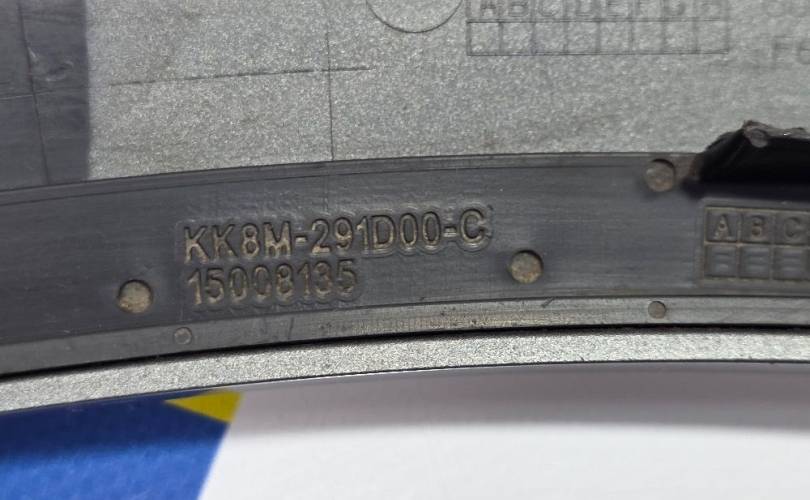 A B C D E F G H
KK8M-291D00-C
15008135
A B C